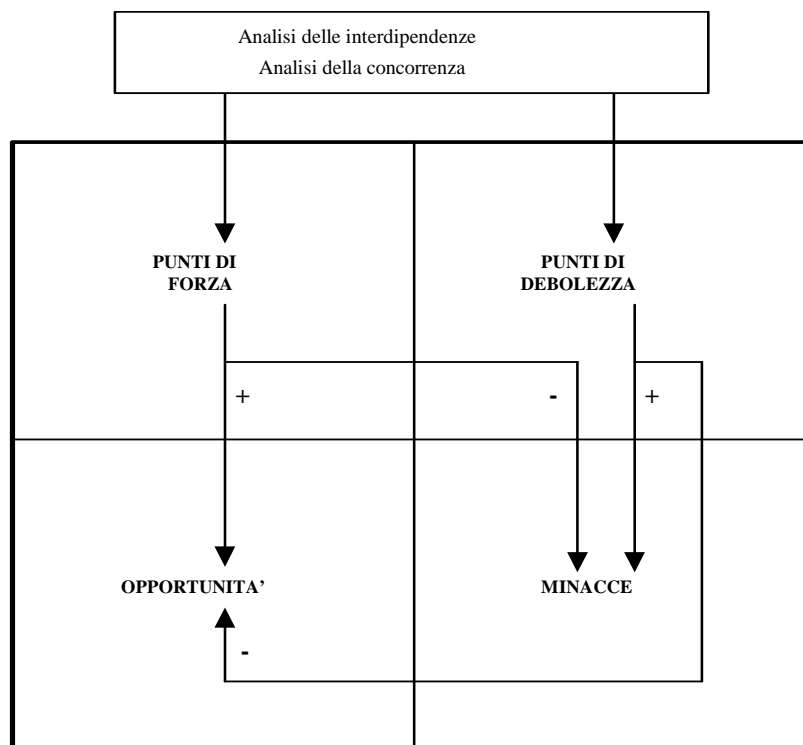 Analisi delle interdipendenze
Analisi della concorrenza
PUNTI DI
FORZA
PUNTI DI
DEBOLEZZA
+
-
+
OPPORTUNITA’
MINACCE
-